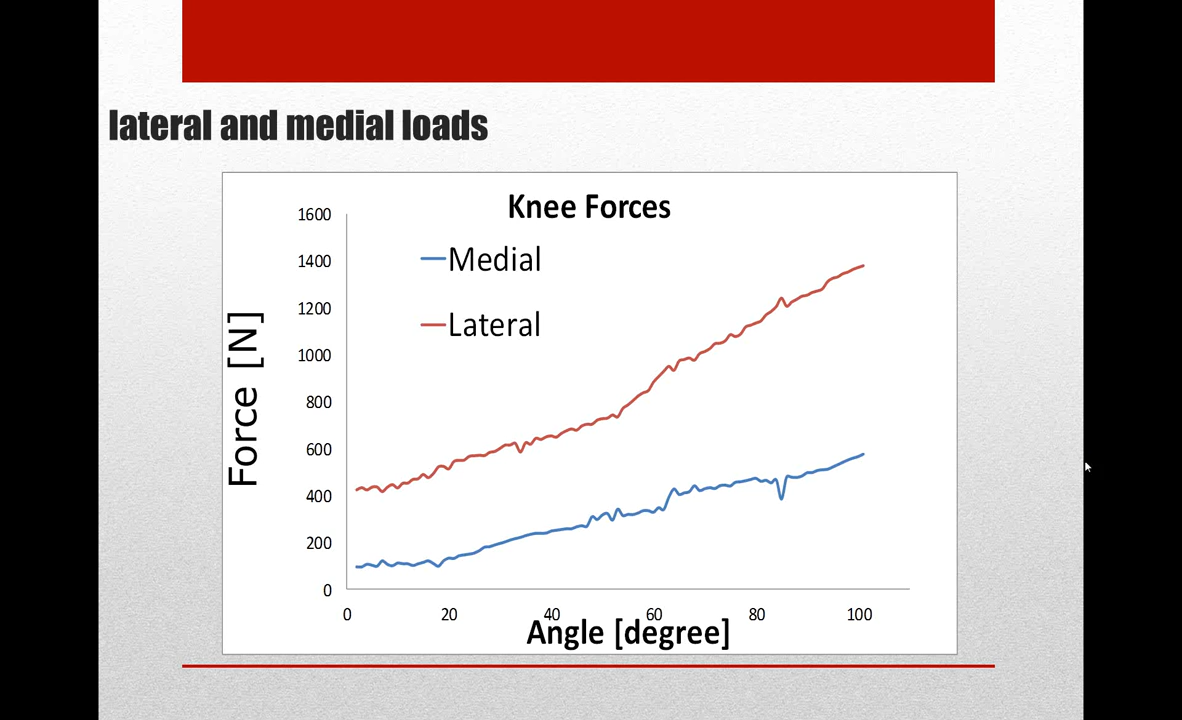 lateral and medial loads
Knee Forces
1600
1400
1200
1000
800
600
400
200
0
Force [N]
Medial
Lateral
0 20 40 60 80 100
Angle [degree]